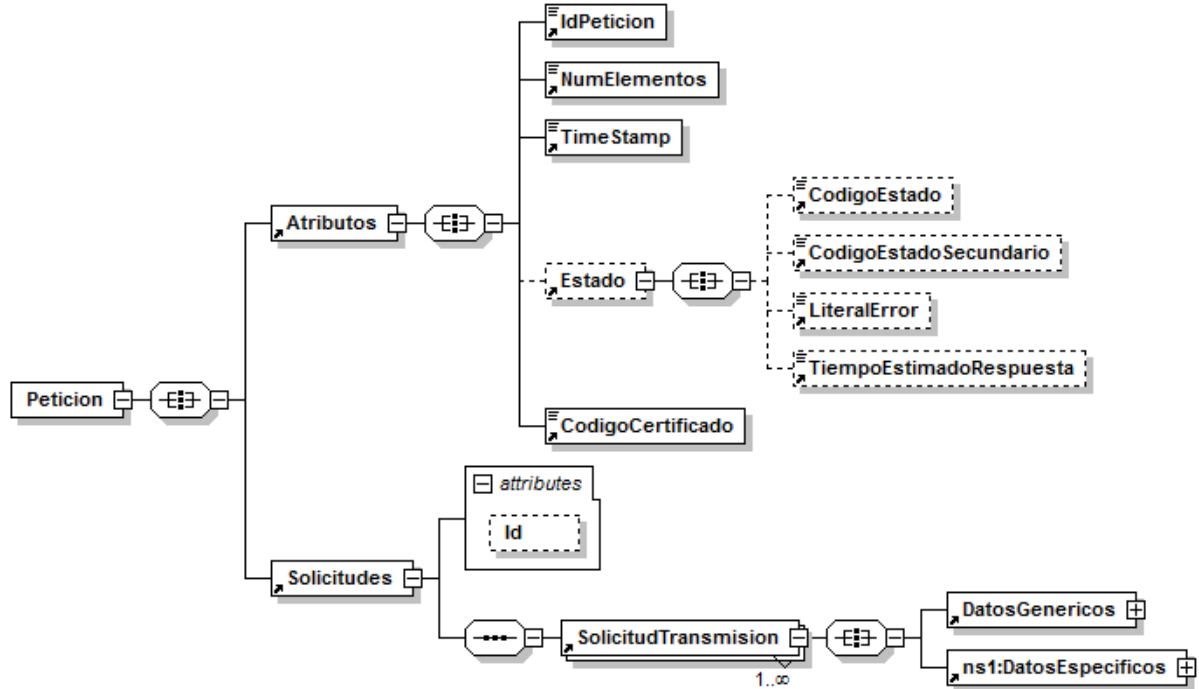 IdPeticion
NumElementos
TimeStamp
CodigoEstado
Atributos
CodigoEstadoSecundario
Estado
LiteralError
TiempoEstimadoRespuesta
Peticion
CodigoCertificado
attributes
Id
Solicitudes
DatosGenericos
SolicitudTransmision
1..∞
ns1:DatosEspecificos